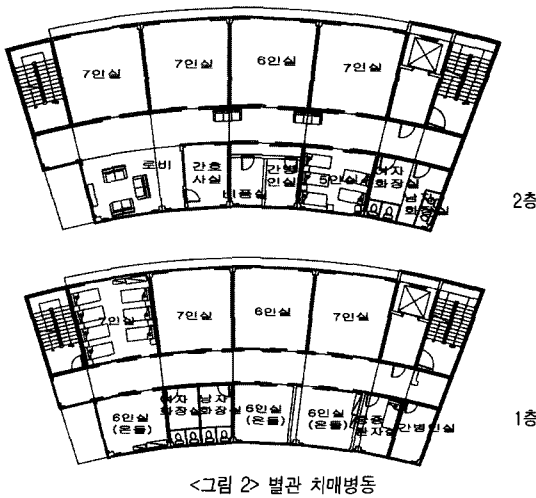 7인실
7인실
6인실
7인실
로비
간호
사실
비품실
간병
인실
5인실
여자
화장실
남자
화장실
2층
7인실
7인실
6인실
7인실
6인실
(온돌)
여자
화장실
남자
화장실
6인실
(온돌)
6인실
(온돌)
환자실
간병인실
1층
<그림 2> 별관 치매병동